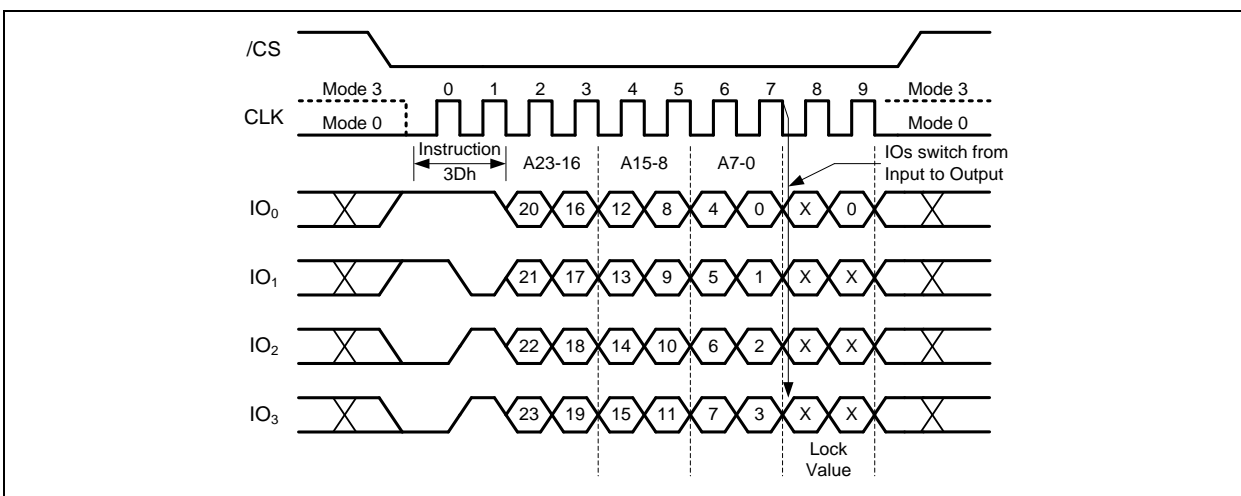 /CS
Mode 3 0 1 2 3 4 5 6 7 8 9 Mode 3
CLK
Mode 0 Mode 0
Instruction A23-16 A15-8 A7-0 IOs switch from
3Dh Input to Output
IO0 20 16 12 8 4 0 X 0
IO1 21 17 13 9 5 1 X X
IO2 22 18 14 10 6 2 X X
IO3 23 19 15 11 7 3 X X
Lock
Value